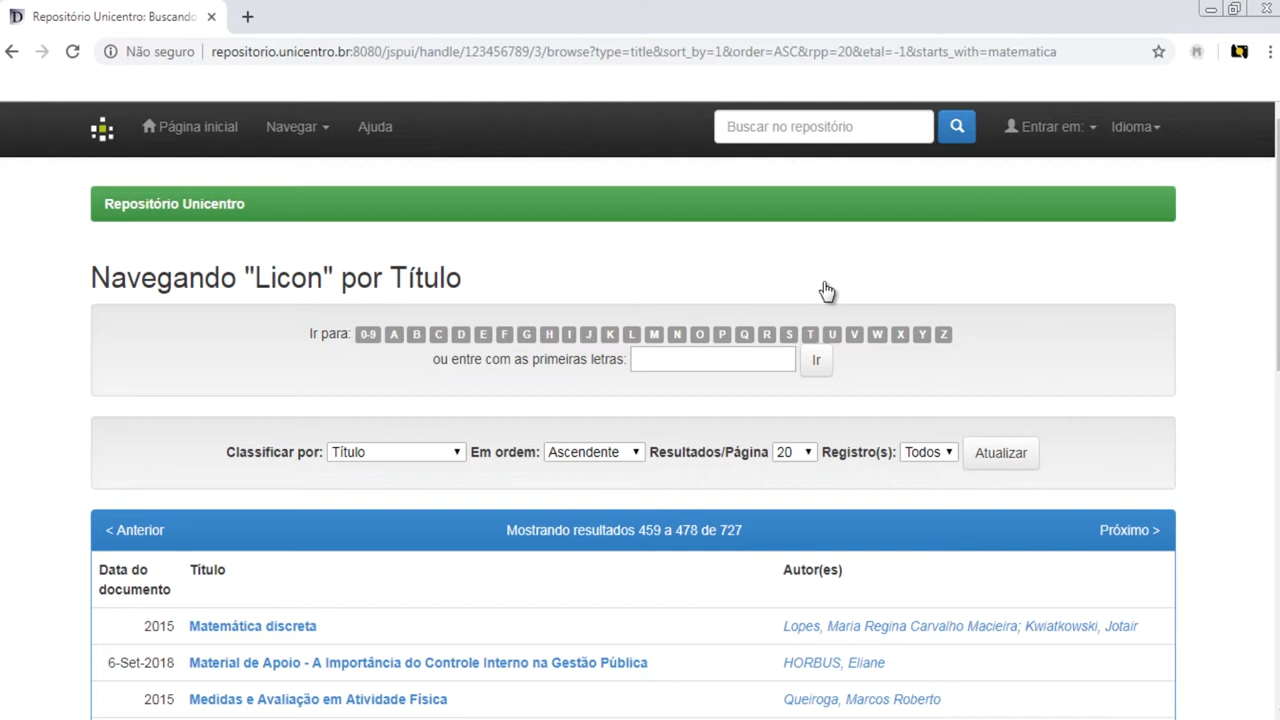 Repositório Unicentro: Buscando
Não seguro
repositorio.unicentro.br:8080/jspui/handle/123456789/3/browse?type=title&sort_by=1&order=ASC&rpp=20&etal=-1&starts_with=matematica
Página inicial Navegar Ajuda Buscar no repositório Entrar em: Idioma
Repositório Unicentro
Navegando "Licon" por Título
Ir para: 0-9 A B C D E F G H I J K L M N O P Q R S T U V W X Y Z
ou entre com as primeiras letras: Ir
Classificar por: Título Em ordem: Ascendente Resultados/Página 20 Registro(s): Todos Atualizar
< Anterior Mostrando resultados 459 a 478 de 727 Próximo >
Data do documento Título Autor(es)
2015 Matemática discreta Lopes, Maria Regina Carvalho Macieira; Kwiatkowski, Jotair
6-Set-2018 Material de Apoio - A Importância do Controle Interno na Gestão Pública HORBUS, Eliane
2015 Medidas e Avaliação em Atividade Física Queiroga, Marcos Roberto